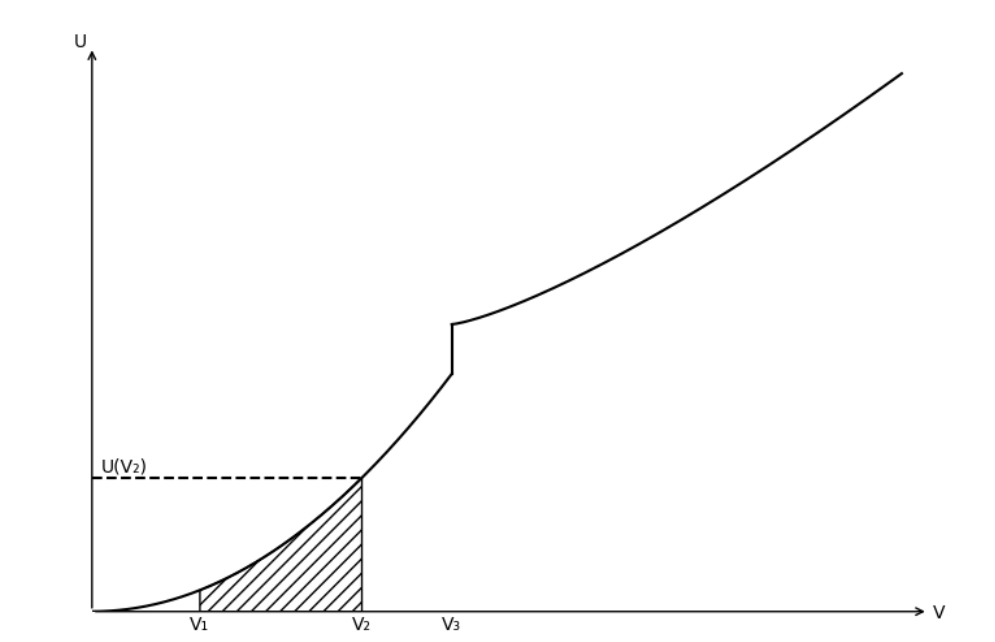 U
U(V₂)
V₁ V₂ V₃ V